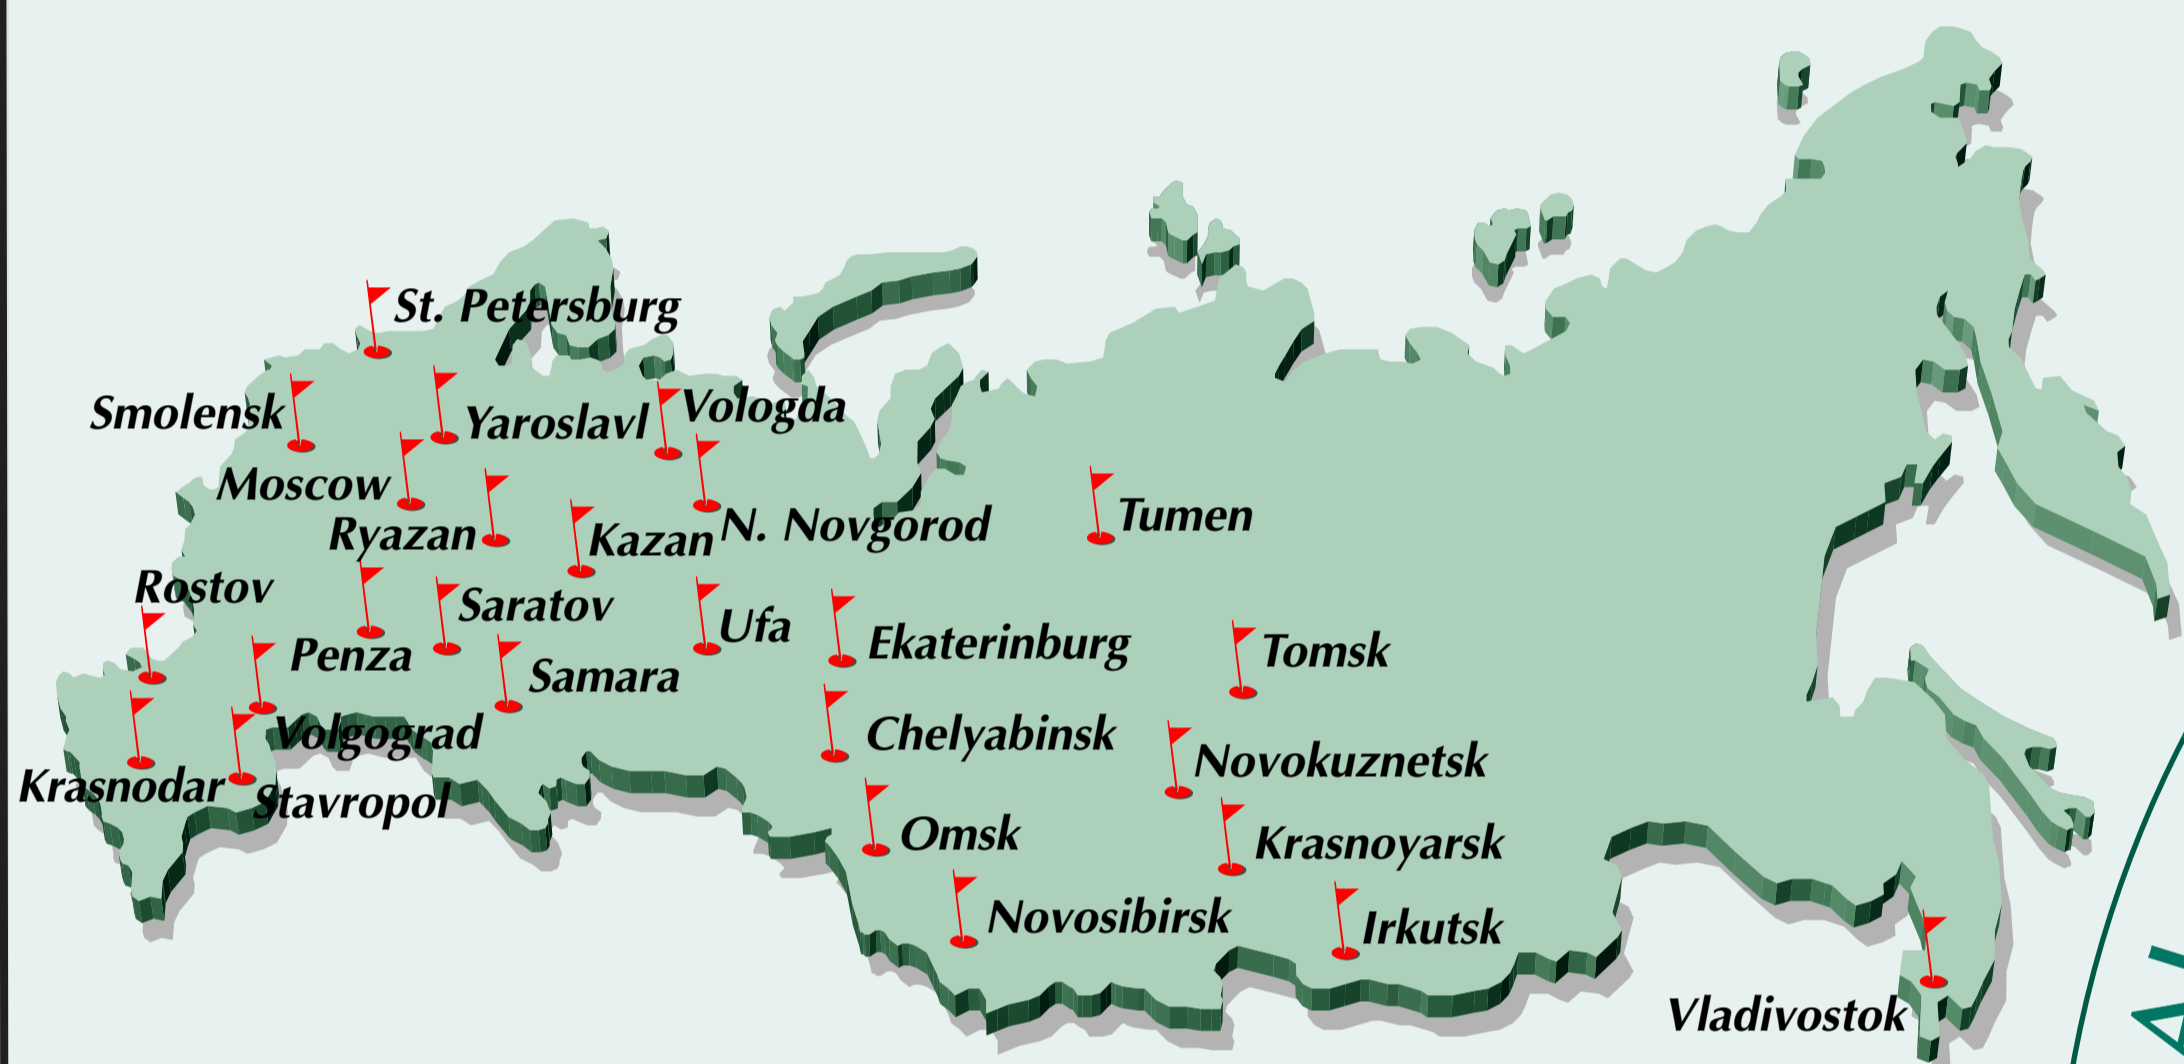 St. Petersburg
Smolensk
Yaroslavl
Vologda
Moscow
Ryazan
Kazan
N. Novgorod
Tumen
Rostov
Saratov
Ufa
Ekaterinburg
Tomsk
Penza
Samara
Volgograd
Chelyabinsk
Novokuznetsk
Krasnodar
Stavropol
Omsk
Krasnoyarsk
Novosibirsk
Irkutsk
Vladivostok